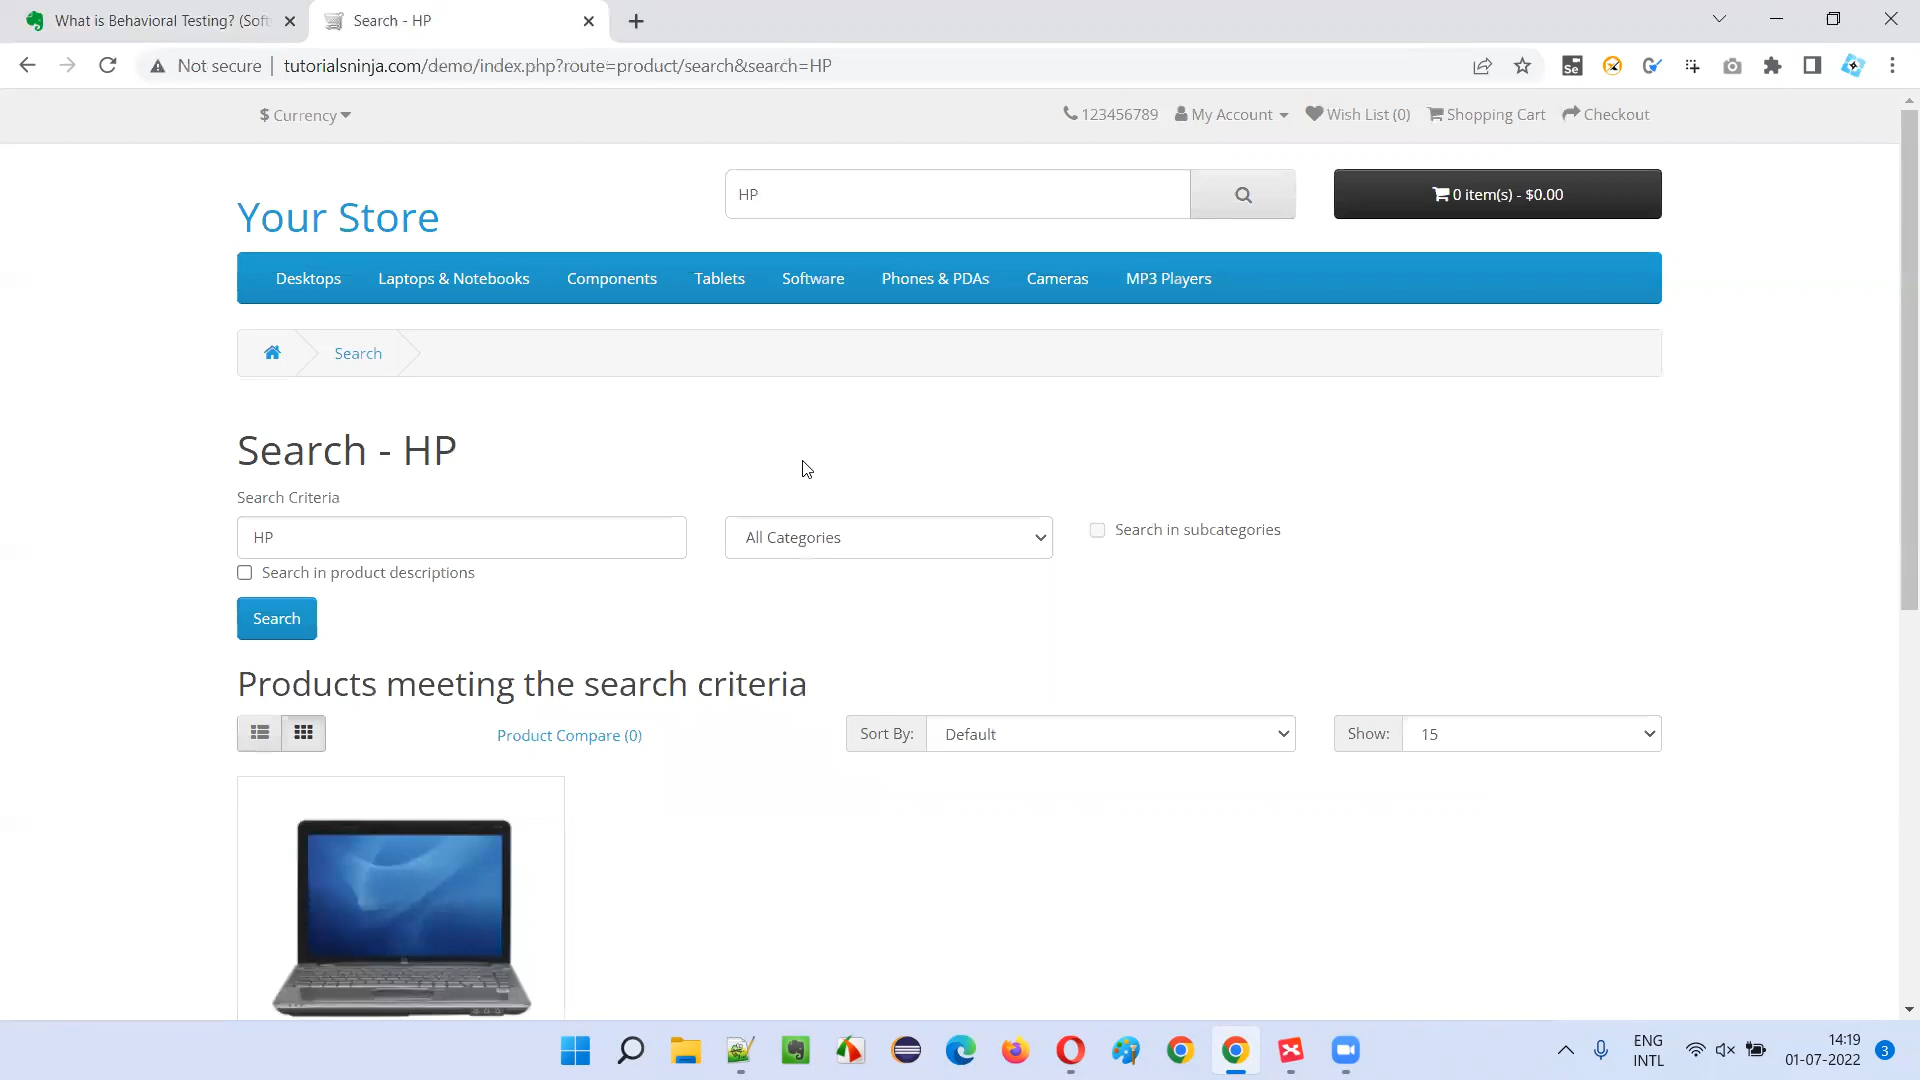 What is Behavioral Testing? (Soft
Search - HP
Not secure
tutorialsninja.com/demo/index.php?route=product/search&search=HP
$ Currency
123456789
My Account
Wish List (0)
Shopping Cart
Checkout
Your Store
HP
0 item(s) - $0.00
Desktops
Laptops & Notebooks
Components
Tablets
Software
Phones & PDAs
Cameras
MP3 Players
Search
Search - HP
Search Criteria
HP
All Categories
Search in subcategories
Search in product descriptions
Search
Products meeting the search criteria
Product Compare (0)
Sort By:
Default
Show:
15
Se
ENG
INTL
14:19
01-07-2022
3